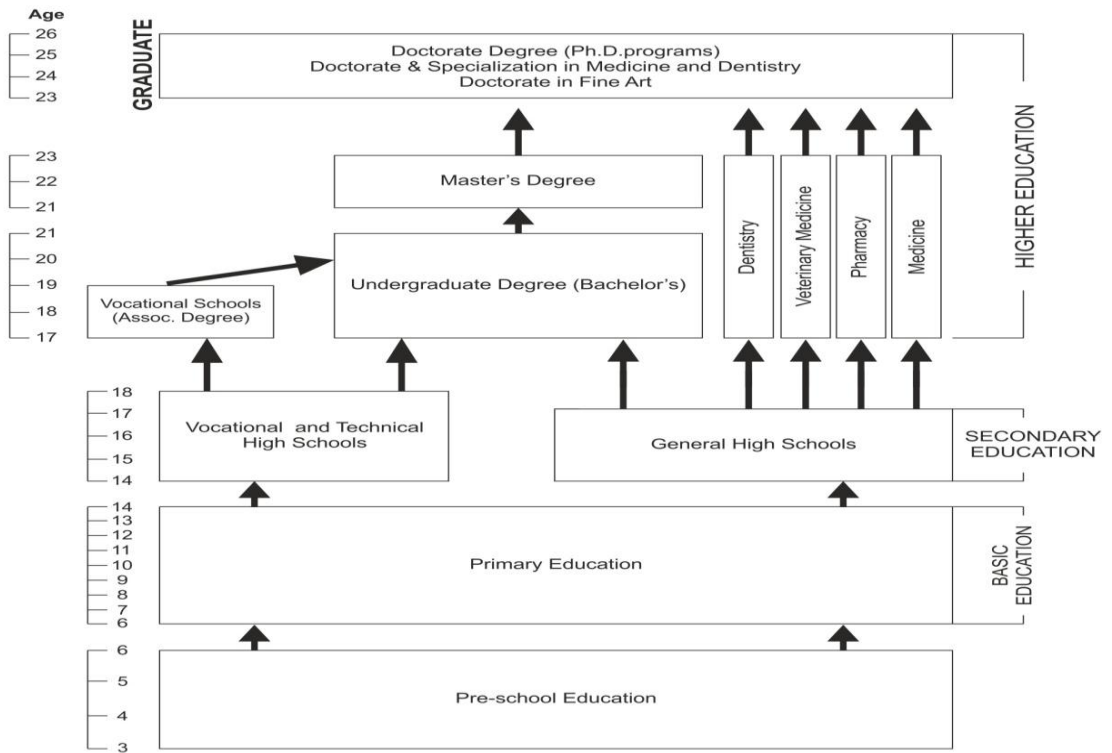 Age
26
25
24
23
GRADUATE
Doctorate Degree (Ph.D.programs)
Doctorate & Specialization in Medicine and Dentistry
Doctorate in Fine Art
HIGHER EDUCATION
23
22
21
Master's Degree
21
20
19
18
17
Vocational Schools
(Assoc. Degree)
Undergraduate Degree (Bachelor's)
Dentistry
Veterinary Medicine
Pharmacy
Medicine
18
17
16
15
14
Vocational and Technical
High Schools
General High Schools
SECONDARY
EDUCATION
14
13
12
11
10
9
8
7
6
Primary Education
BASIC
EDUCATION
6
5
4
3
Pre-school Education